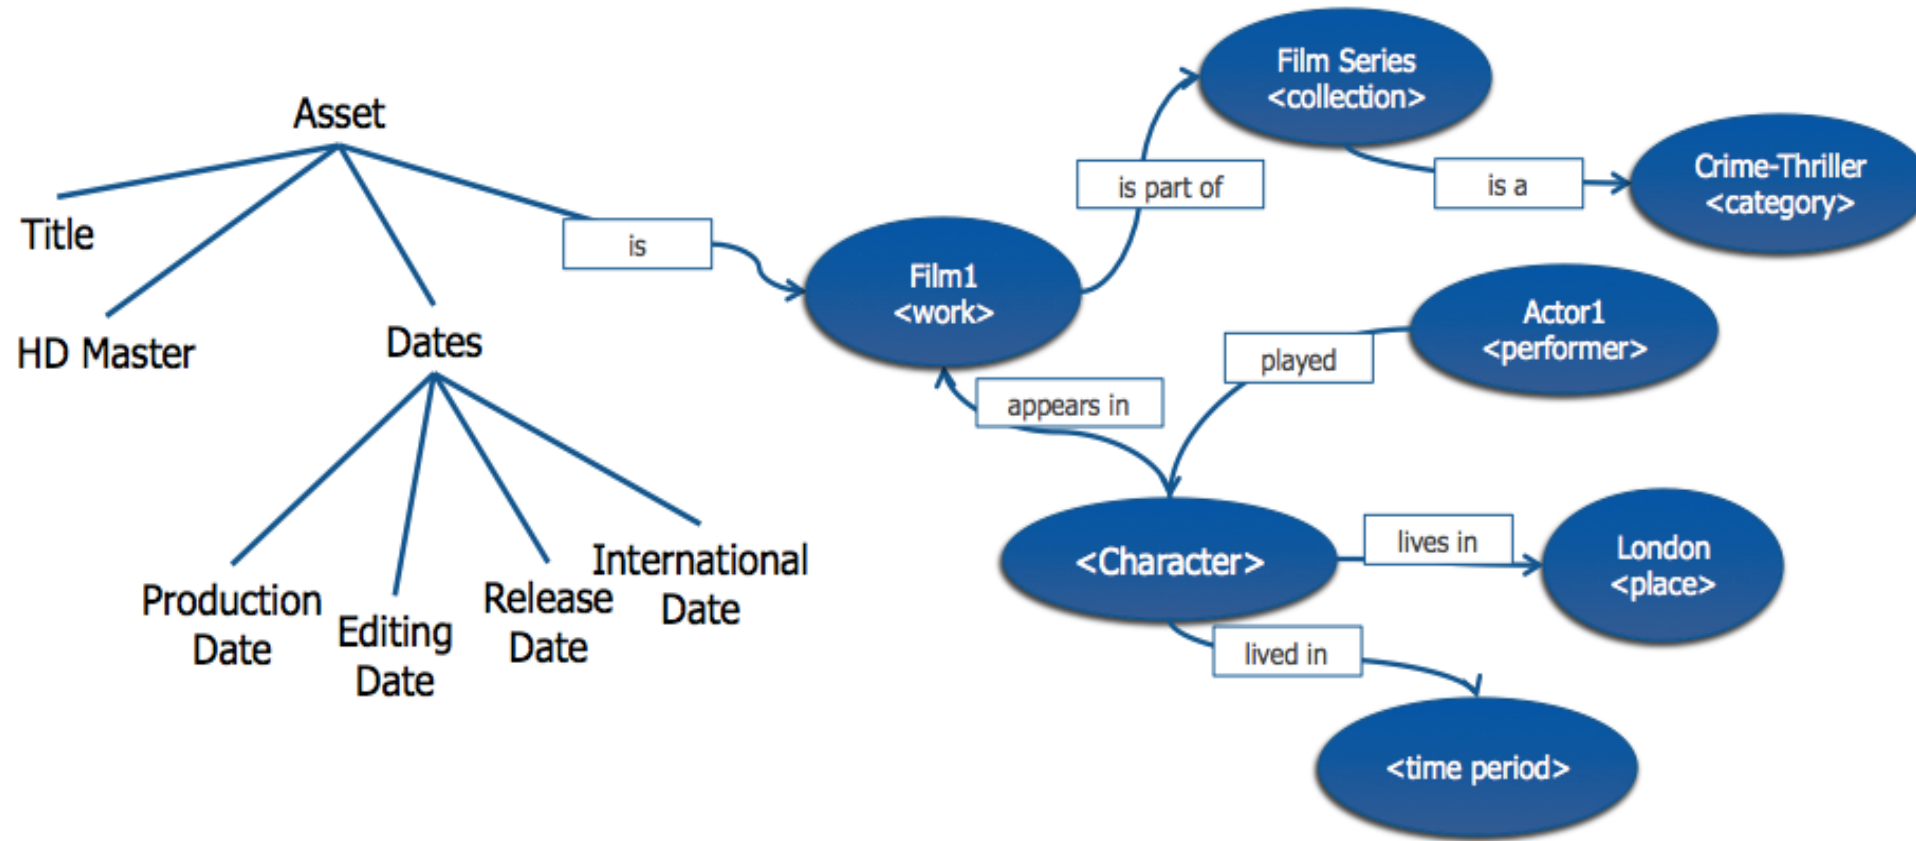 Asset
Title
HD Master
Dates
Production
Date
Editing
Date
Release
Date
International
Date
is
Film1
<work>
is part of
Film Series
<collection>
is a
Crime-Thriller
<category>
Actor1
<performer>
played
appears in
<Character>
lives in
London
<place>
lived in
<time period>